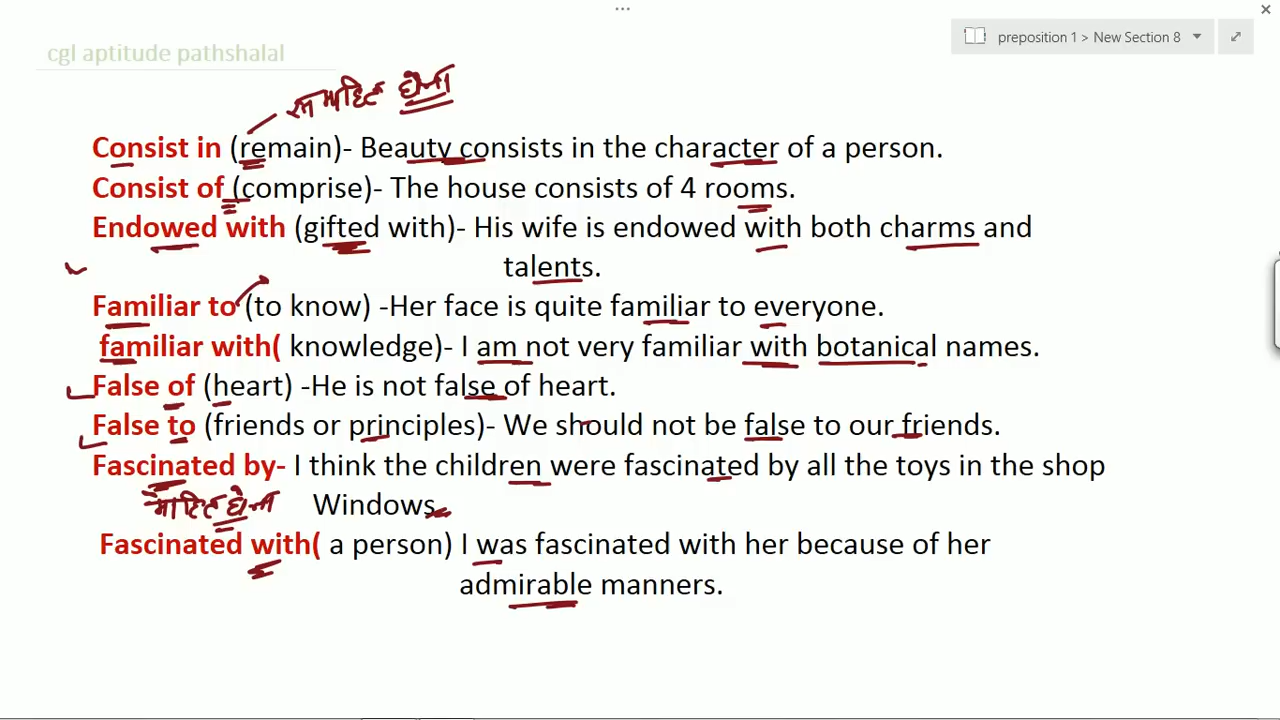 cgl aptitude pathshalal
preposition 1 > New Section 8
समाहित होना
Consist in (remain)- Beauty consists in the character of a person.
Consist of (comprise)- The house consists of 4 rooms.
Endowed with (gifted with)- His wife is endowed with both charms and
talents.
Familiar to (to know) -Her face is quite familiar to everyone.
familiar with( knowledge)- I am not very familiar with botanical names.
False of (heart) -He is not false of heart.
False to (friends or principles)- We should not be false to our friends.
Fascinated by- I think the children were fascinated by all the toys in the shop
मोहित होना Windows.
Fascinated with( a person) I was fascinated with her because of her
admirable manners.